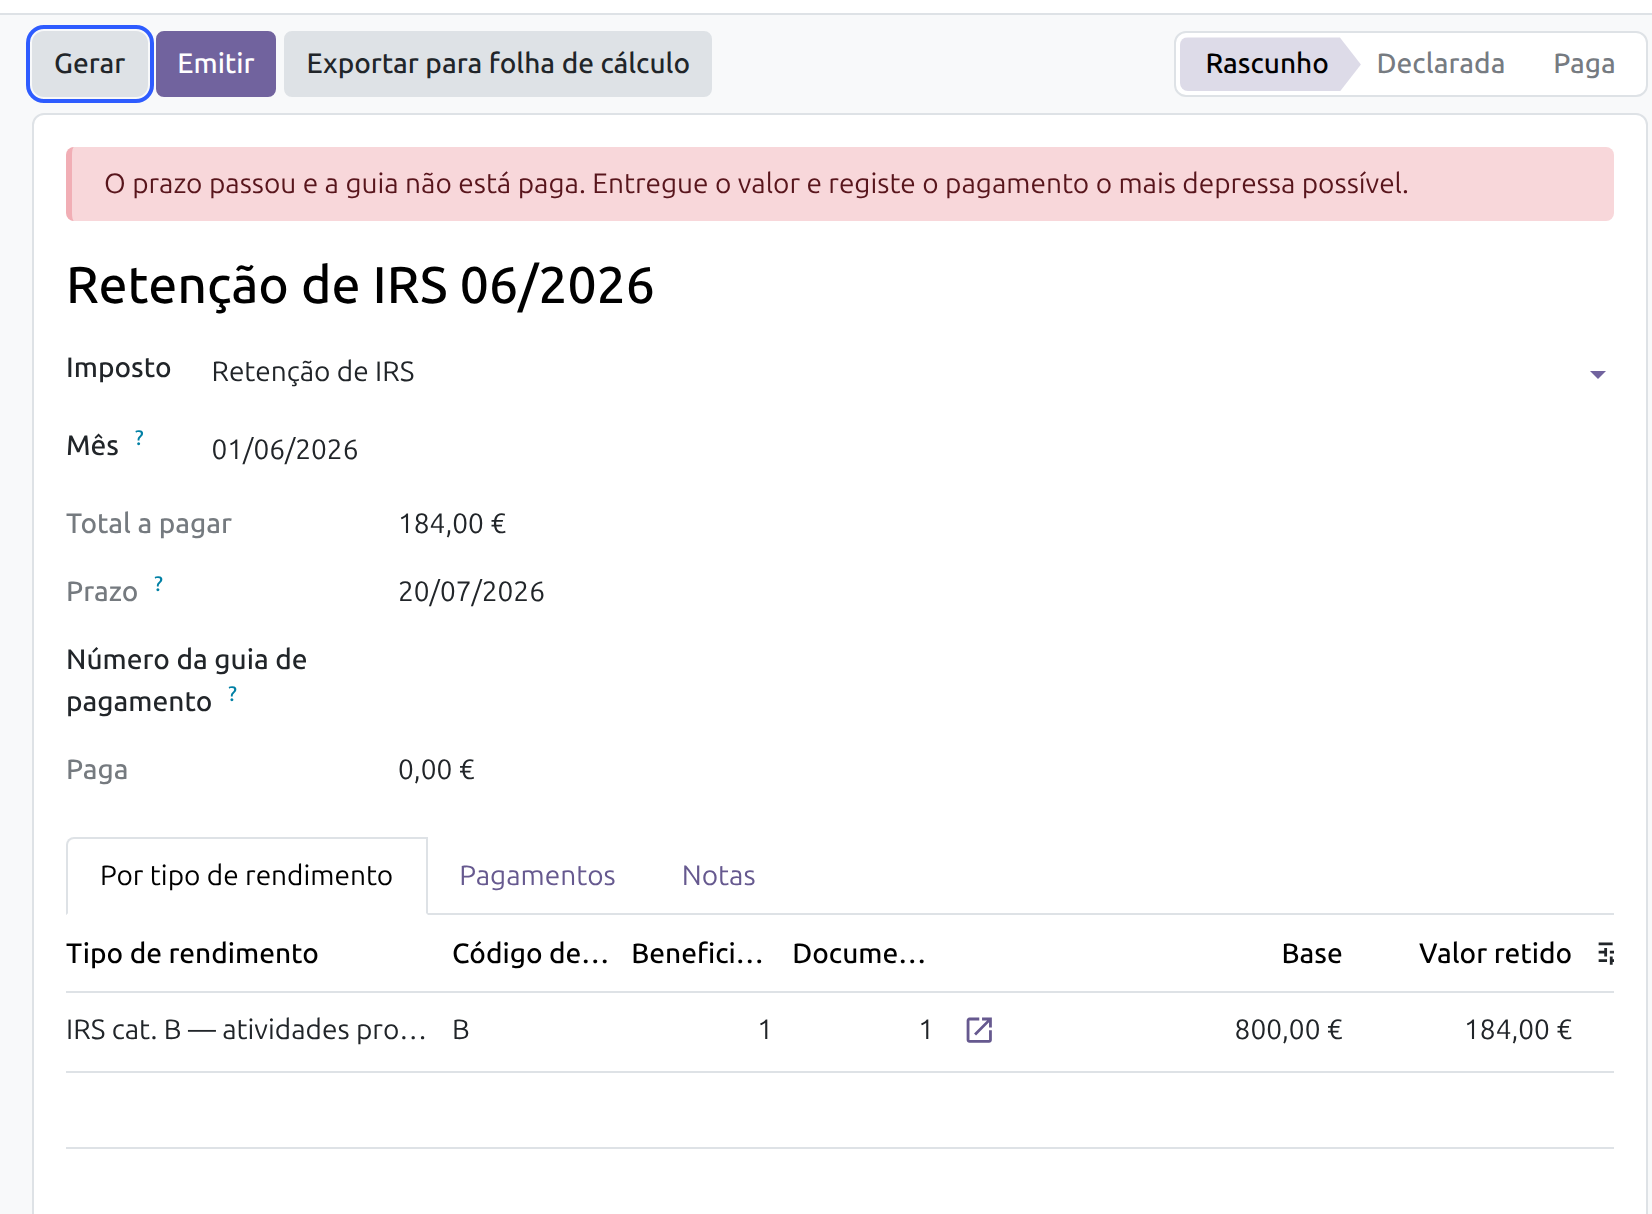 Gerar
Emitir
Exportar para folha de cálculo
Rascunho
Declarada
Paga
O prazo passou e a guia não está paga. Entregue o valor e registe o pagamento o mais depressa possível.
Retenção de IRS 06/2026
Imposto
Retenção de IRS
Mês ?
01/06/2026
Total a pagar
184,00 €
Prazo ?
20/07/2026
Número da guia de
pagamento ?
Paga
0,00 €
Por tipo de rendimento
Pagamentos
Notas
Tipo de rendimento
Código de...
Benefici...
Docume...
Base
Valor retido
IRS cat. B — atividades pro...
B
1
1
800,00 €
184,00 €